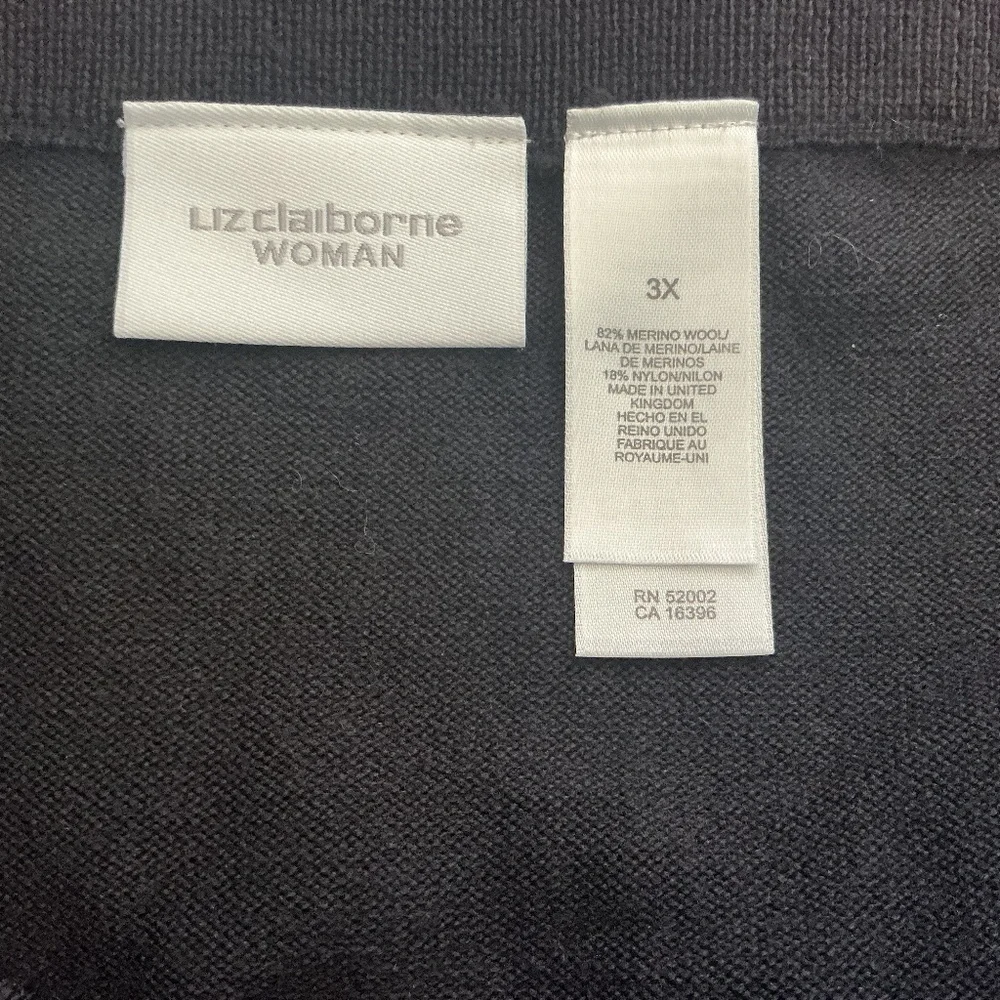 Liz claiborne
WOMAN
3X
82% MERINO WOOL/
LANA DE MERINO/LAINE
DE MERINOS
18% NYLON/NILON
MADE IN UNITED
KINGDOM
HECHO EN EL
REINO UNIDO
FABRIQUE AU
ROYAUME-UNI
RN 52002
CA 16396